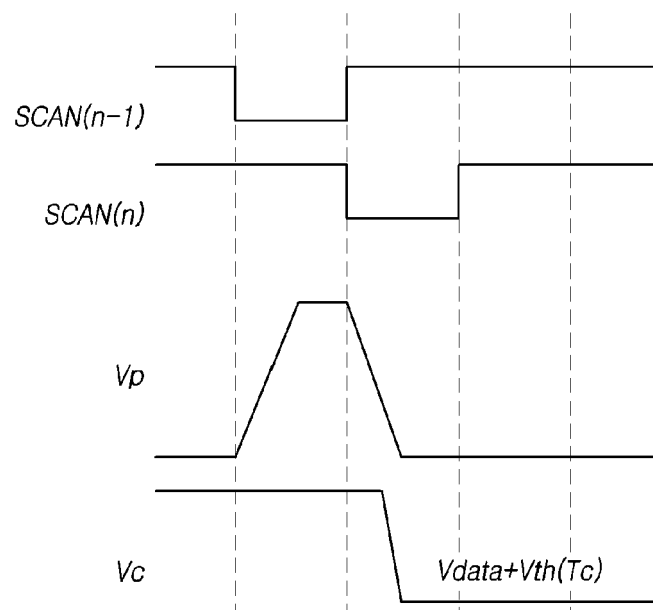 SCAN(n-1)
SCAN(n)
Vp
Vc
Vdata+Vth(Tc)